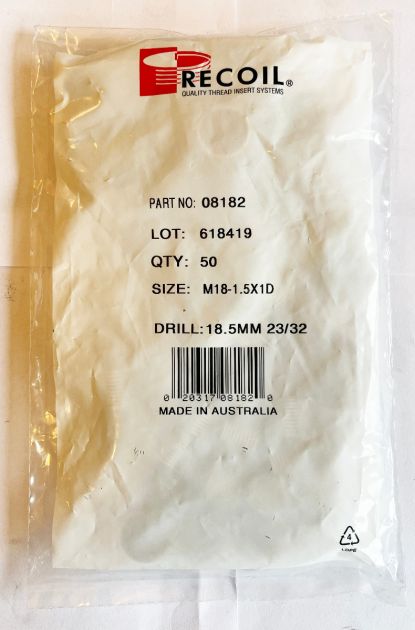 RECOIL®
QUALITY THREAD INSERT SYSTEMS
PART NO: 08182
LOT: 618419
QTY: 50
SIZE: M18-1.5X1D
DRILL: 18.5MM 23/32
0 20317 08182 0
MADE IN AUSTRALIA
4
LDPE